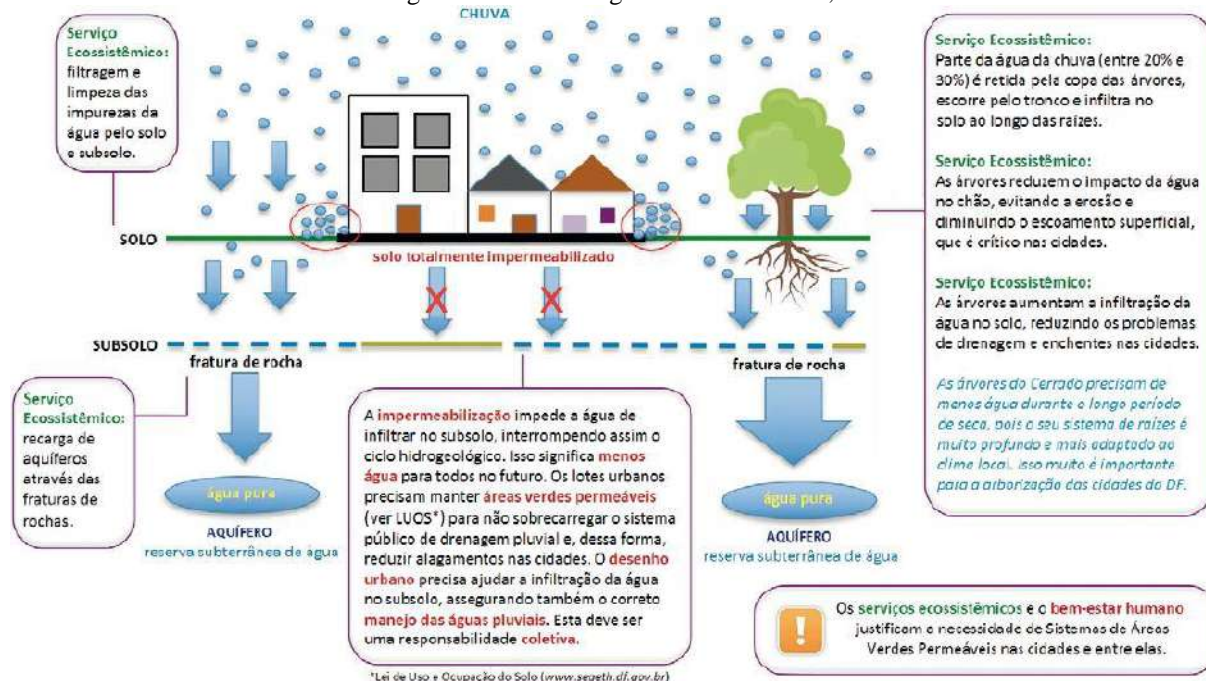 CHUVA
Serviço
Ecossistêmico:
filtragem e
limpeza das
impurezas da
água pelo solo
e subsolo.
SOLO
solo totalmente impermeabilizado
SUBSOLO
fratura de rocha
fratura de rocha
Serviço
Ecossistêmico:
recarga de
aquíferos
através das
fraturas de
rochas.
água pura
AQUÍFERO
reserva subterrânea de água
A impermeabilização impede a água de
infiltrar no subsolo, interrompendo assim o
ciclo hidrogeológico. Isso significa menos
água para todos no futuro. Os lotes urbanos
precisam manter áreas verdes permeáveis
(ver LUOS*) para não sobrecarregar o sistema
público de drenagem pluvial e, dessa forma,
reduzir alagamentos nas cidades. O desenho
urbano precisa ajudar a infiltração da água
no subsolo, assegurando também o correto
manejo das águas pluviais. Esta deve ser
uma responsabilidade coletiva.
*Lei de Uso e Ocupação do Solo (www.segeth.df.gov.br)
água pura
AQUÍFERO
reserva subterrânea de água
Serviço Ecossistêmico:
Parte da água da chuva (entre 20% e
30%) é retida pela copa das árvores,
escorre pelo tronco e infiltra no
solo ao longo das raízes.
Serviço Ecossistêmico:
As árvores reduzem o impacto da água
no chão, evitando a erosão e
diminuindo o escoamento superficial,
que é crítico nas cidades.
Serviço Ecossistêmico:
As árvores aumentam a infiltração da
água no solo, reduzindo os problemas
de drenagem e enchentes nas cidades.
As árvores do Cerrado precisam de
menos água durante o longo período
de seca, pois o seu sistema de raízes é
muito profundo e mais adaptado ao
clima local. Isso muito é importante
para a arborização das cidades do DF.
Os serviços ecossistêmicos e o bem-estar humano
justificam a necessidade de Sistemas de Áreas
Verdes Permeáveis nas cidades e entre elas.